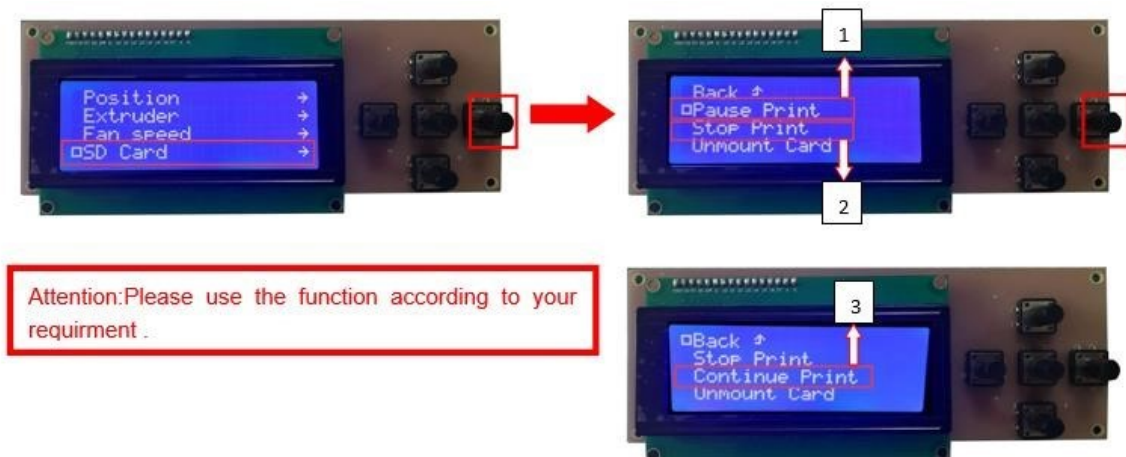 Position →
Extruder →
Fan speed →
SD Card →
1
Back
Pause Print
Stop Print
Unmount Card
2
Attention:Please use the function according to your
requirment .
3
Back
Stop Print
Continue Print
Unmount Card